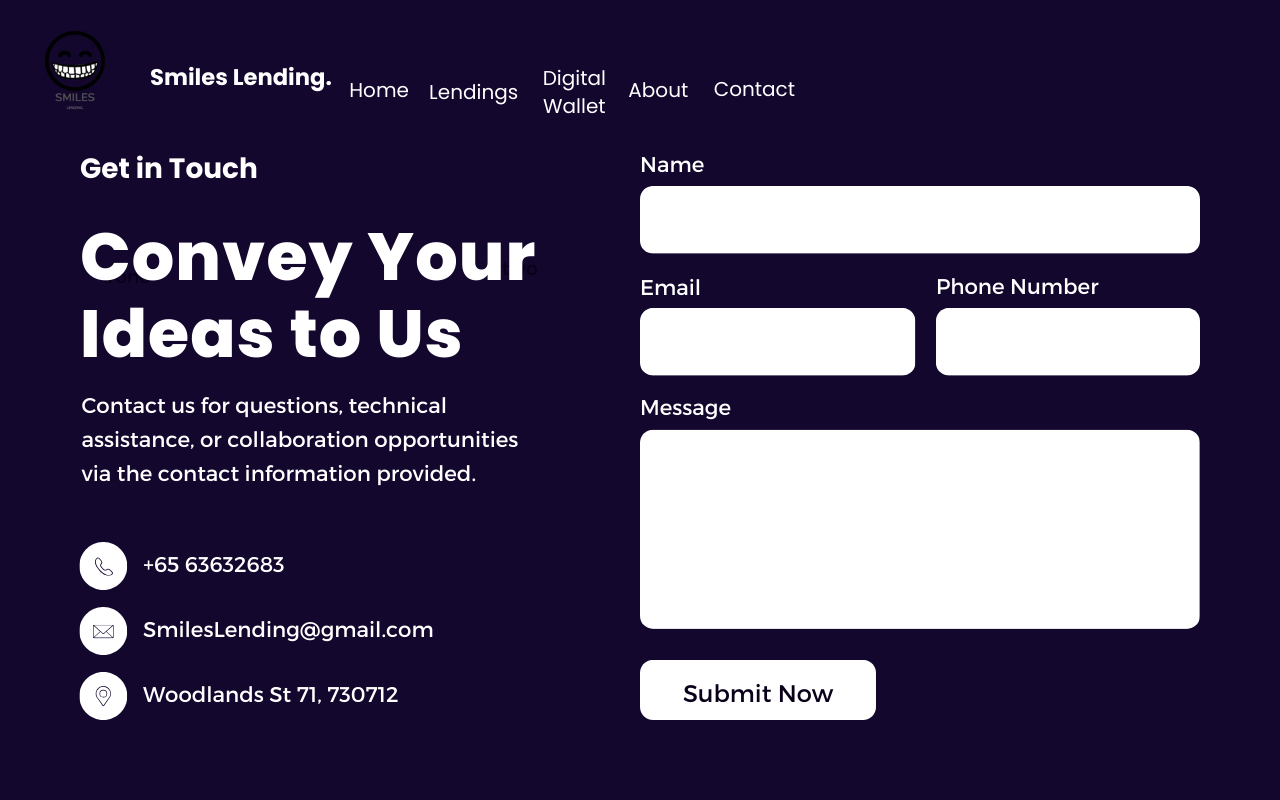 SMILES
LENDING
Smiles Lending.
Home
Lendings
Digital
Wallet
About
Contact
Get in Touch
Convey Your
Ideas to Us
Contact us for questions, technical
assistance, or collaboration opportunities
via the contact information provided.
+65 63632683
SmilesLending@gmail.com
Woodlands St 71, 730712
Name
Email
Phone Number
Message
Submit Now